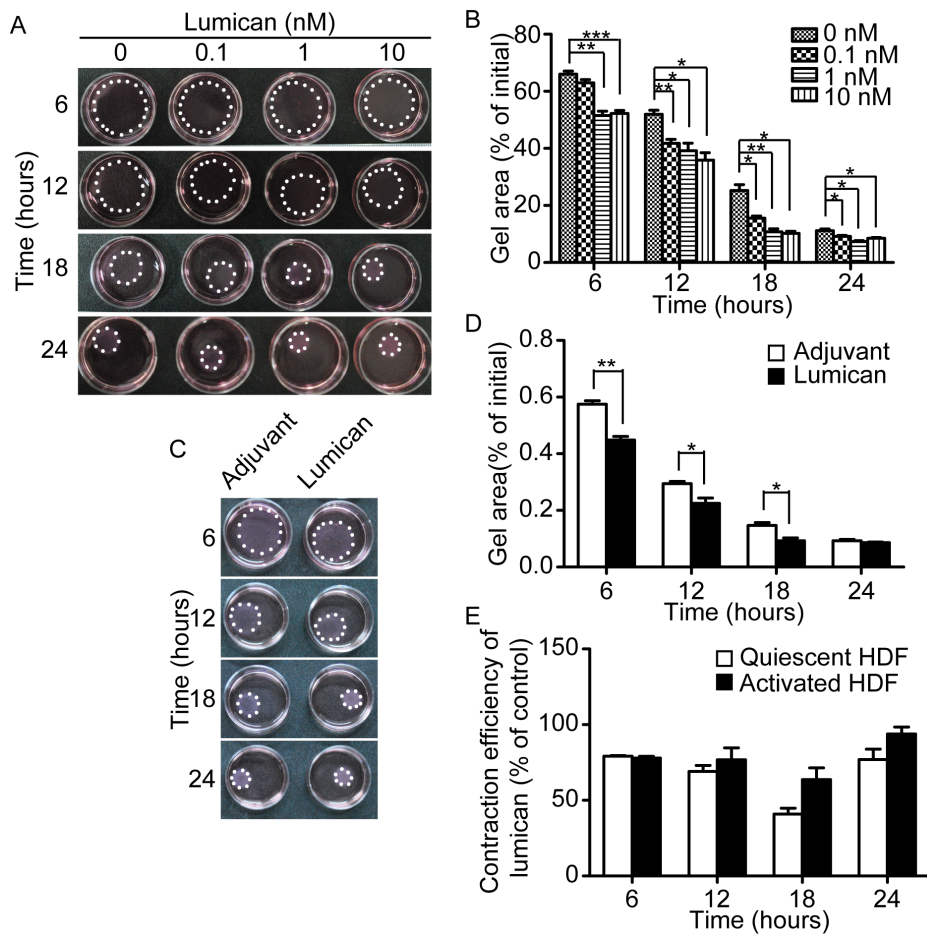 A
Lumican (nM)
0 0.1 1 10
Time (hours)
6
12
18
24
B
Gel area (% of initial)
80
60
40
20
0
***
**
*
*
**
*
**
*
*
*
*
0 nM
0.1 nM
1 nM
10 nM
6 12 18 24
Time (hours)
C
Adjuvant Lumican
Time (hours)
6
12
18
24
D
Gel area(% of initial)
0.8
0.6
0.4
0.2
0.0
**
*
*
Adjuvant
Lumican
6 12 18 24
Time (hours)
E
Contraction efficiency of
lumican (% of control)
150
100
50
0
Quiescent HDF
Activated HDF
6 12 18 24
Time (hours)